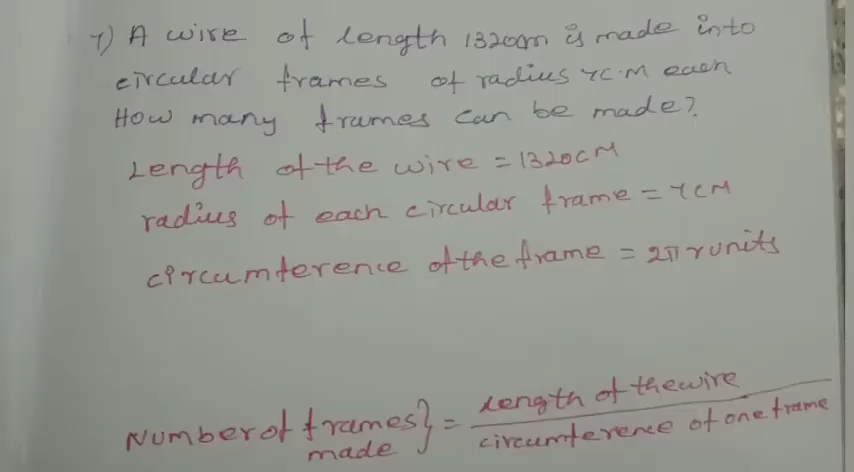 7) A wire of length 1320cm is made into
circular frames of radius 7C.M each
How many frames can be made?
Length of the wire = 1320CM
radius of each circular frame = 7CM
circumference of the frame = 2π r units
Number of frames made } = length of the wire
circumference of one frame